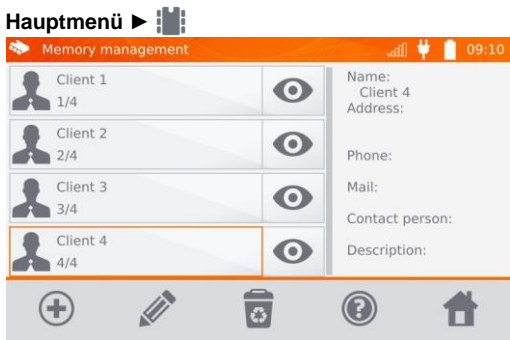 Hauptmenü ►
Memory management 09:10
Client 1
1/4
Client 2
2/4
Client 3
3/4
Client 4
4/4
Name:
Client 4
Address:
Phone:
Mail:
Contact person:
Description: